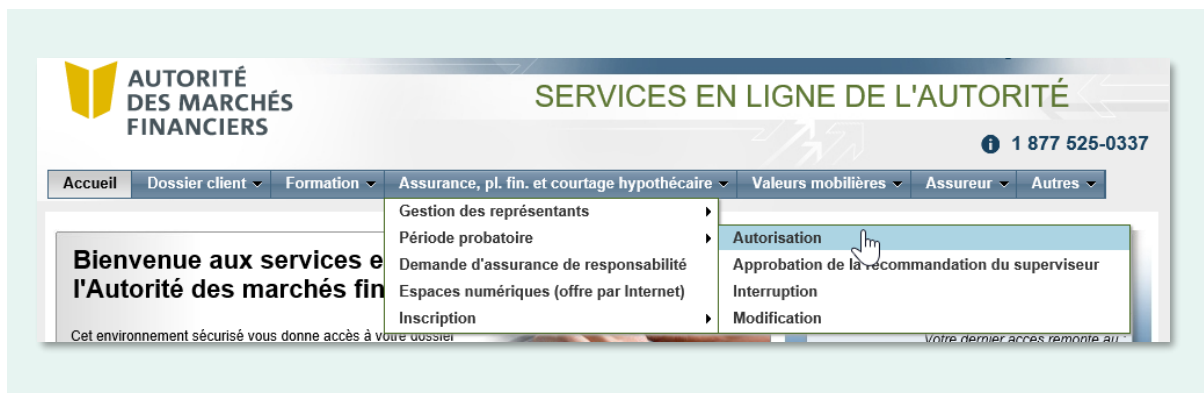 AUTORITÉ
DES MARCHÉS
FINANCIERS
SERVICES EN LIGNE DE L'AUTORITÉ
1 877 525-0337
Accueil Dossier client Formation Assurance, pl. fin. et courtage hypothécaire Valeurs mobilières Assureur Autres
Gestion des représentants
Période probatoire
Demande d'assurance de responsabilité
Espaces numériques (offre par Internet)
Inscription
Autorisation
Approbation de la recommandation du superviseur
Interruption
Modification
Bienvenue aux services e
l'Autorité des marchés fin
Cet environnement sécurisé vous donne accès à votre dossier
Votre dernier accès remonte au :